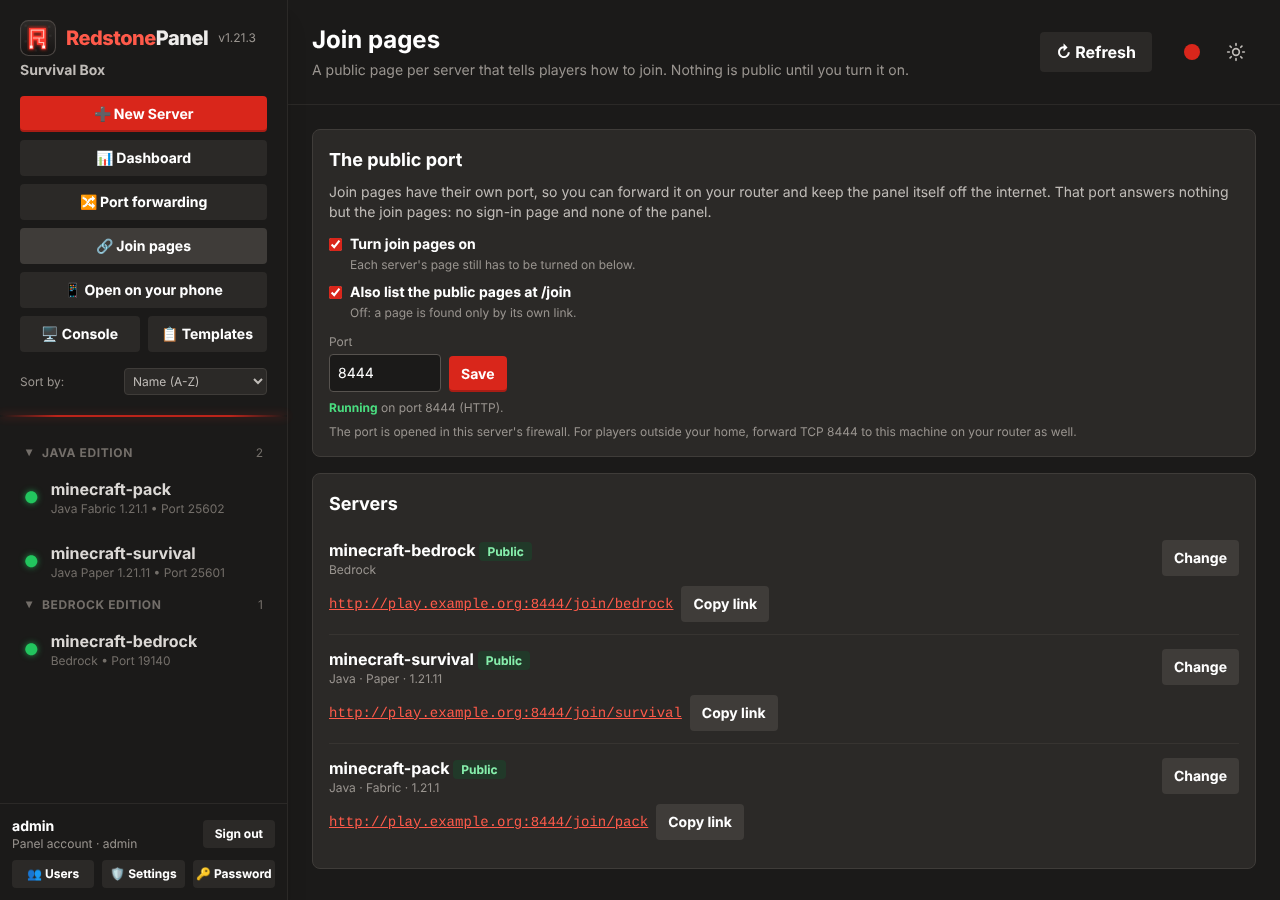 RedstonePanel v1.21.3
Survival Box
➕ New Server
📊 Dashboard
🔀 Port forwarding
🔗 Join pages
📱 Open on your phone
🖥️ Console
📋 Templates
Sort by:
Name (A-Z)
▼ JAVA EDITION 2
minecraft-pack
Java Fabric 1.21.1 • Port 25602
minecraft-survival
Java Paper 1.21.11 • Port 25601
▼ BEDROCK EDITION 1
minecraft-bedrock
Bedrock • Port 19140
admin
Panel account · admin
Sign out
👥 Users
🛡️ Settings
🔑 Password
Join pages
A public page per server that tells players how to join. Nothing is public until you turn it on.
↻ Refresh
The public port
Join pages have their own port, so you can forward it on your router and keep the panel itself off the internet. That port answers nothing
but the join pages: no sign-in page and none of the panel.
Turn join pages on
Each server's page still has to be turned on below.
Also list the public pages at /join
Off: a page is found only by its own link.
Port
8444
Save
Running on port 8444 (HTTP).
The port is opened in this server's firewall. For players outside your home, forward TCP 8444 to this machine on your router as well.
Servers
minecraft-bedrock Public
Bedrock
Change
http://play.example.org:8444/join/bedrock
Copy link
minecraft-survival Public
Java · Paper · 1.21.11
Change
http://play.example.org:8444/join/survival
Copy link
minecraft-pack Public
Java · Fabric · 1.21.1
Change
http://play.example.org:8444/join/pack
Copy link